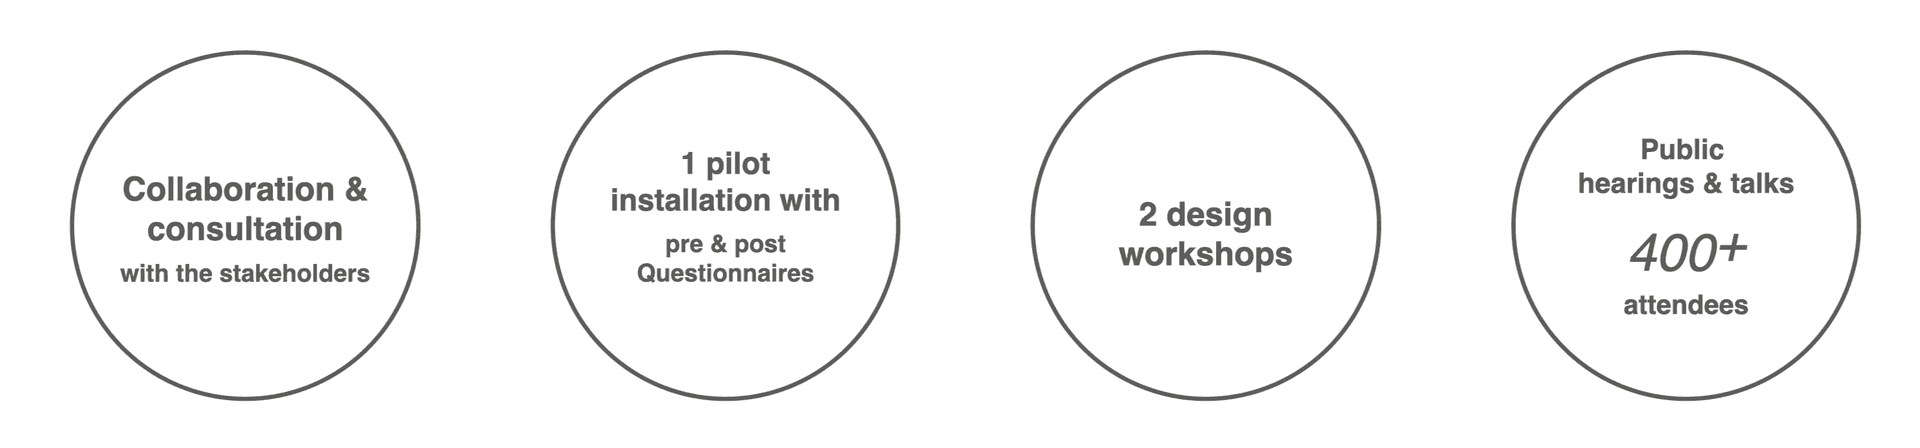 Collaboration &
consultation
with the stakeholders
1 pilot
installation with
pre & post
Questionnaires
2 design
workshops
Public
hearings & talks
400+
attendees